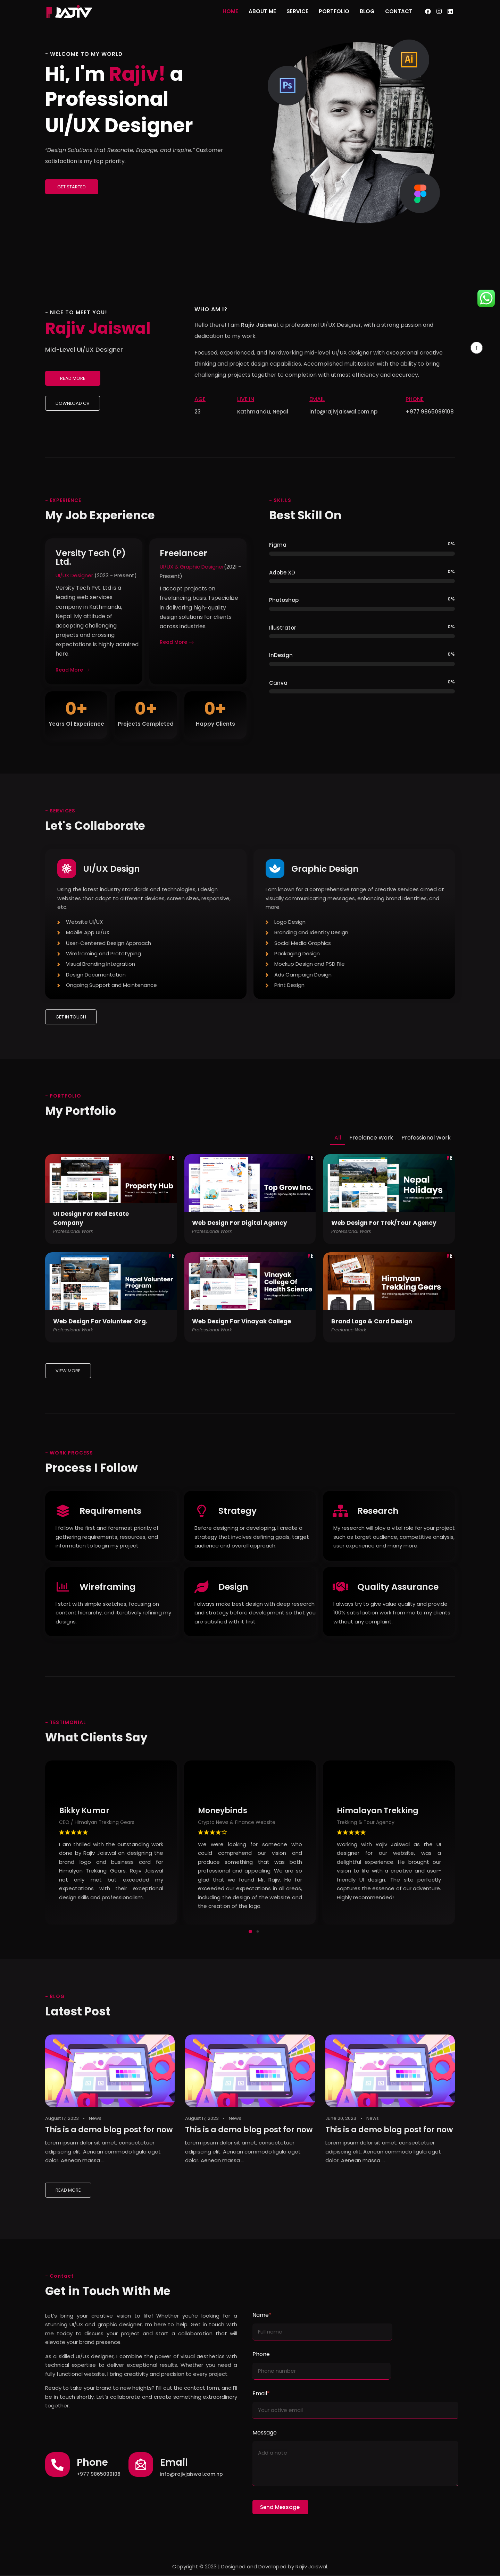 RAJIV
HOME ABOUT ME SERVICE PORTFOLIO BLOG CONTACT
- WELCOME TO MY WORLD
Hi, I'm Rajiv! a
Professional
UI/UX Designer
"Design Solutions that Resonate, Engage, and Inspire." Customer
satisfaction is my top priority.
GET STARTED
Ps
Ai
- NICE TO MEET YOU!
Rajiv Jaiswal
Mid-Level UI/UX Designer
READ MORE
DOWNLOAD CV
WHO AM I?
Hello there! I am Rajiv Jaiswal, a professional UI/UX Designer, with a strong passion and
dedication to my work.
Focused, experienced, and hardworking mid-level UI/UX designer with exceptional creative
thinking and project design capabilities. Accomplished multitasker with the ability to bring
challenging projects together to completion with utmost efficiency and accuracy.
AGE
23
LIVE IN
Kathmandu, Nepal
EMAIL
info@rajivjaiswal.com.np
PHONE
+977 9865099108
- EXPERIENCE
My Job Experience
Versity Tech (P)
Ltd.
UI/UX Designer (2023 - Present)
Versity Tech Pvt. Ltd is a
leading web services
company in Kathmandu,
Nepal. My attitude of
accepting challenging
projects and crossing
expectations is highly admired
here.
Read More →
Freelancer
UI/UX & Graphic Designer (2021 -
Present)
I accept projects on
freelancing basis. I specialize
in delivering high-quality
design solutions for clients
across industries.
Read More →
0+
Years Of Experience
0+
Projects Completed
0+
Happy Clients
- SKILLS
Best Skill On
Figma 0%
Adobe XD 0%
Photoshop 0%
Illustrator 0%
InDesign 0%
Canva 0%
- SERVICES
Let's Collaborate
UI/UX Design
Using the latest industry standards and technologies, I design
websites that adapt to different devices, screen sizes, responsive,
etc.
Website UI/UX
Mobile App UI/UX
User-Centered Design Approach
Wireframing and Prototyping
Visual Branding Integration
Design Documentation
Ongoing Support and Maintenance
Graphic Design
I am known for a comprehensive range of creative services aimed at
visually communicating messages, enhancing brand identities, and
more.
Logo Design
Branding and Identity Design
Social Media Graphics
Packaging Design
Mockup Design and PSD File
Ads Campaign Design
Print Design
GET IN TOUCH
- PORTFOLIO
My Portfolio
All Freelance Work Professional Work
Property Hub
UI Design For Real Estate
Company
Professional Work
Top Grow Inc.
Web Design For Digital Agency
Professional Work
Nepal
Holidays
Web Design For Trek/Tour Agency
Professional Work
Nepal Volunteer
Program
Web Design For Volunteer Org.
Professional Work
Vinayak
College Of
Health Science
Web Design For Vinayak College
Professional Work
Himalyan
Trekking Gears
Brand Logo & Card Design
Freelance Work
VIEW MORE
- WORK PROCESS
Process I Follow
Requirements
I follow the first and foremost priority of
gathering requirements, resources, and
information to begin my project.
Strategy
Before designing or developing, I create a
strategy that involves defining goals, target
audience and overall approach.
Research
My research will play a vital role for your project
such as target audience, competitive analysis,
user experience and many more.
Wireframing
I start with simple sketches, focusing on
content hierarchy, and iteratively refining my
designs.
Design
I always make best design with deep research
and strategy before development so that you
are satisfied with it first.
Quality Assurance
I always try to give value quality and provide
100% satisfaction work from me to my clients
without any complaint.
- TESTIMONIAL
What Clients Say
Bikky Kumar
CEO / Himalyan Trekking Gears
I am thrilled with the outstanding work
done by Rajiv Jaiswal on designing the
brand logo and business card for
Himalyan Trekking Gears. Rajiv Jaiswal
not only met but exceeded my
expectations with their exceptional
design skills and professionalism.
Moneybinds
Crypto News & Finance Website
We were looking for someone who
could comprehend our vision and
produce something that was both
professional and appealing. We are so
glad that we found Mr. Rajiv. He far
exceeded our expectations in all areas,
including the design of the website and
the creation of the logo.
Himalayan Trekking
Trekking & Tour Agency
Working with Rajiv Jaiswal as the UI
designer for our website, was a
delightful experience. He brought our
vision to life with a creative and user-
friendly UI design. The site perfectly
captures the essence of our adventure.
Highly recommended!
- BLOG
Latest Post
August 17, 2023 • News
This is a demo blog post for now
Lorem ipsum dolor sit amet, consectetuer
adipiscing elit. Aenean commodo ligula eget
dolor. Aenean massa ...
August 17, 2023 • News
This is a demo blog post for now
Lorem ipsum dolor sit amet, consectetuer
adipiscing elit. Aenean commodo ligula eget
dolor. Aenean massa ...
June 20, 2023 • News
This is a demo blog post for now
Lorem ipsum dolor sit amet, consectetuer
adipiscing elit. Aenean commodo ligula eget
dolor. Aenean massa ...
READ MORE
- Contact
Get in Touch With Me
Let's bring your creative vision to life! Whether you're looking for a
stunning UI/UX and graphic designer, I'm here to help. Get in touch with
me today to discuss your project and start a collaboration that will
elevate your brand presence.
As a skilled UI/UX designer, I combine the power of visual aesthetics with
technical expertise to deliver exceptional results. Whether you need a
fully functional website, I bring creativity and precision to every project.
Ready to take your brand to new heights? Fill out the contact form, and I'll
be in touch shortly. Let's collaborate and create something extraordinary
together.
Phone
+977 9865099108
Email
info@rajivjaiswal.com.np
Name*
Full name
Phone
Phone number
Email*
Your active email
Message
Add a note
Send Message
Copyright © 2023 | Designed and Developed by Rajiv Jaiswal.